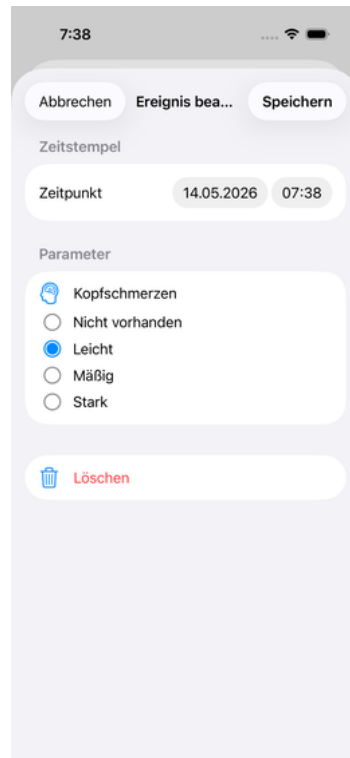 7:38
Abbrechen Ereignis bea... Speichern
Zeitstempel
Zeitpunkt 14.05.2026 07:38
Parameter
Kopfschmerzen
Nicht vorhanden
Leicht
Mäßig
Stark
Löschen